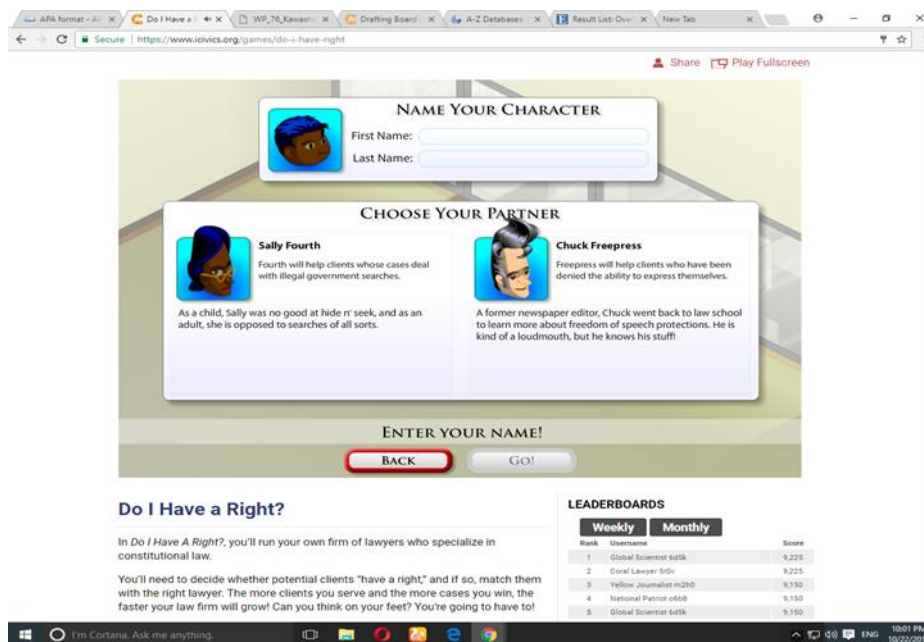 APA format - Al
Do I Have a
WP_76_Kawash
Drafting Board
A-Z Databases
Result List: Ove
New Tab
Secure
https://www.icivics.org/games/do-i-have-right
Share
Play Fullscreen
NAME YOUR CHARACTER
First Name:
Last Name:
CHOOSE YOUR PARTNER
Sally Fourth
Fourth will help clients whose cases deal
with illegal government searches.
As a child, Sally was no good at hide n' seek, and as an
adult, she is opposed to searches of all sorts.
Chuck Freepress
Freepress will help clients who have been
denied the ability to express themselves.
A former newspaper editor, Chuck went back to law school
to learn more about freedom of speech protections. He is
kind of a loudmouth, but he knows his stuff!
ENTER YOUR NAME!
BACK
GO!
Do I Have a Right?
In Do I Have A Right?, you'll run your own firm of lawyers who specialize in
constitutional law.
You'll need to decide whether potential clients "have a right," and if so, match them
with the right lawyer. The more clients you serve and the more cases you win, the
faster your law firm will grow! Can you think on your feet? You're going to have to!
LEADERBOARDS
Weekly Monthly
Rank Username Score
1 Global Scientist 6d5k 9,225
2 Coral Lawyer 5r0v 9,225
3 Yellow Journalist m2h0 9,150
4 National Patriot o6b8 9,150
5 Global Scientist 6d5k 9,150
I'm Cortana. Ask me anything.
ENG
10:01 PM
10/22/20